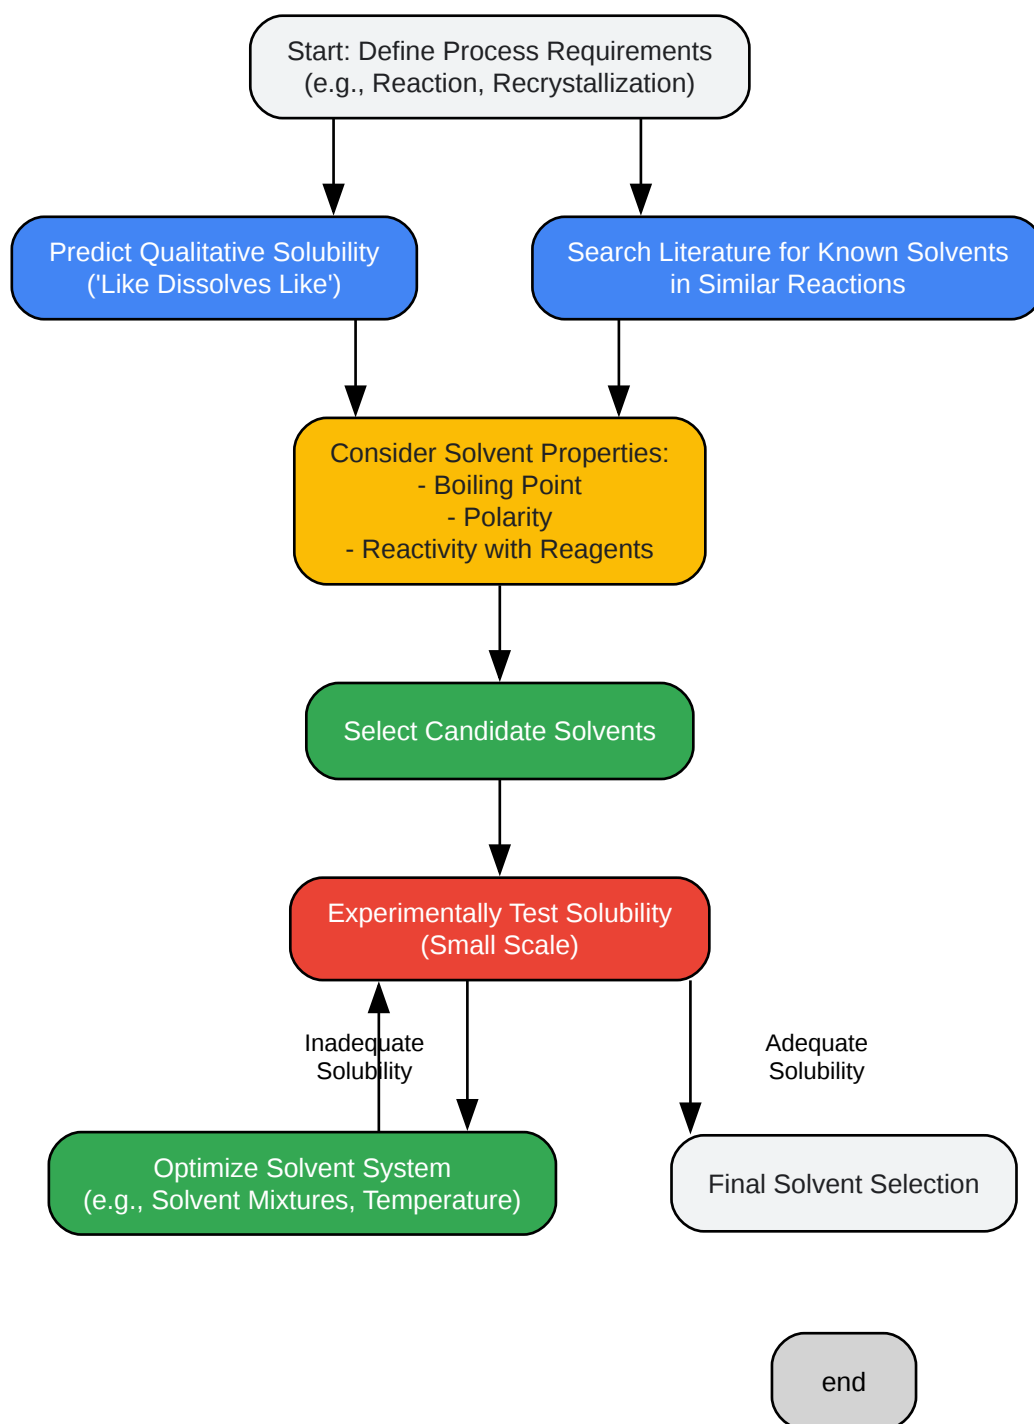 Start: Define Process Requirements
(e.g., Reaction, Recrystallization)
Predict Qualitative Solubility
('Like Dissolves Like')
Search Literature for Known Solvents
in Similar Reactions
Consider Solvent Properties:
- Boiling Point
- Polarity
- Reactivity with Reagents
Select Candidate Solvents
Experimentally Test Solubility
(Small Scale)
Inadequate
Solubility
Adequate
Solubility
Optimize Solvent System
(e.g., Solvent Mixtures, Temperature)
Final Solvent Selection
end